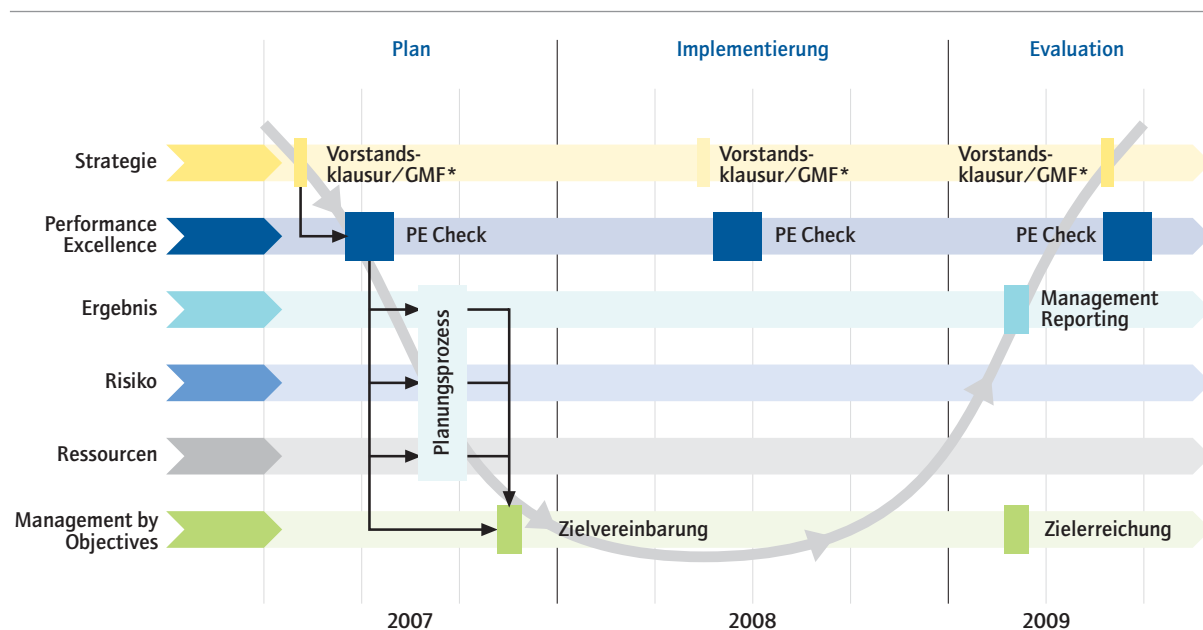 Plan
Implementierung
Evaluation
Strategie
Vorstands-
klausur/GMF*
Vorstands-
klausur/GMF*
Vorstands-
klausur/GMF*
Performance
Excellence
PE Check
PE Check
PE Check
Ergebnis
Management
Reporting
Planungsprozess
Risiko
Ressourcen
Management by
Objectives
Zielvereinbarung
Zielerreichung
2007
2008
2009